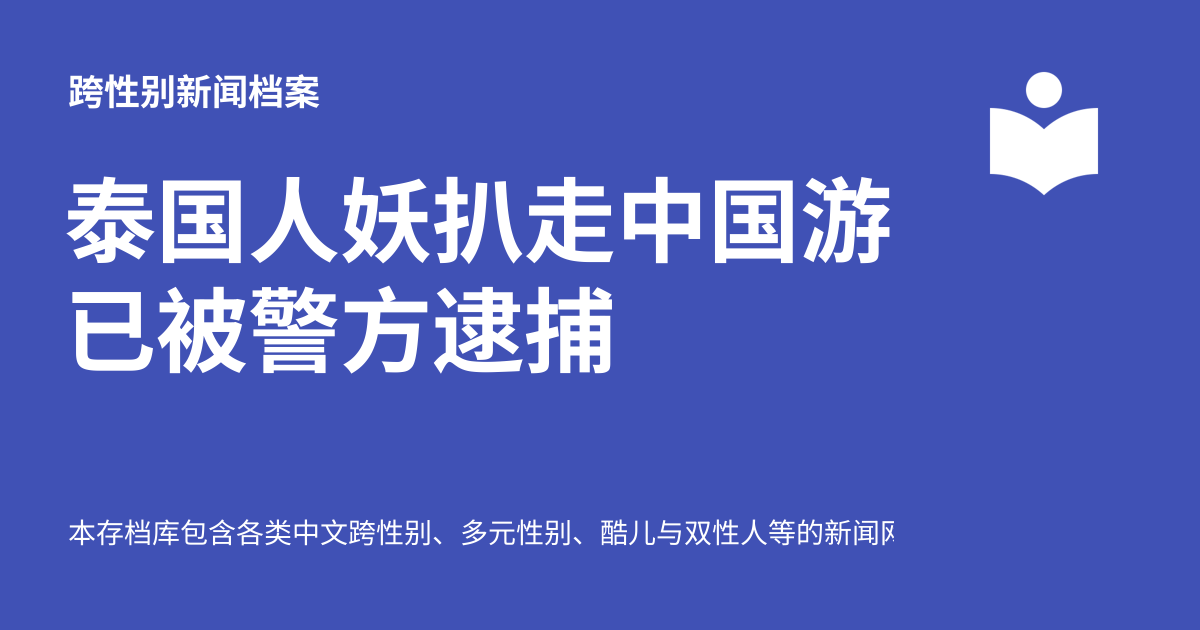 跨性别新闻档案
泰国人妖扒走中国游
已被警方逮捕
本存档库包含各类中文跨性别、多元性别、酷儿与双性人等的新闻